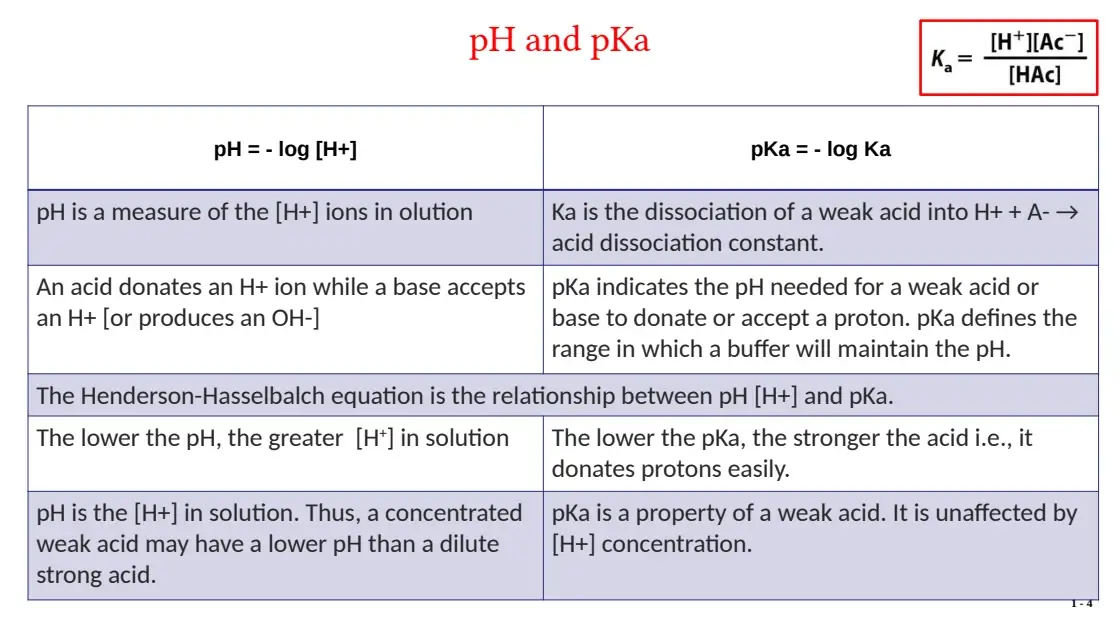 pH and pKa
Ka = [H+][Ac−]
[HAc]
pH = - log [H+]
pKa = - log Ka
pH is a measure of the [H+] ions in olution
Ka is the dissociation of a weak acid into H+ + A- →
acid dissociation constant.
An acid donates an H+ ion while a base accepts
an H+ [or produces an OH-]
pKa indicates the pH needed for a weak acid or
base to donate or accept a proton. pKa defines the
range in which a buffer will maintain the pH.
The Henderson-Hasselbalch equation is the relationship between pH [H+] and pKa.
The lower the pH, the greater  [H⁺] in solution
The lower the pKa, the stronger the acid i.e., it
donates protons easily.
pH is the [H+] in solution. Thus, a concentrated
weak acid may have a lower pH than a dilute
strong acid.
pKa is a property of a weak acid. It is unaffected by
[H+] concentration.
1 - 4